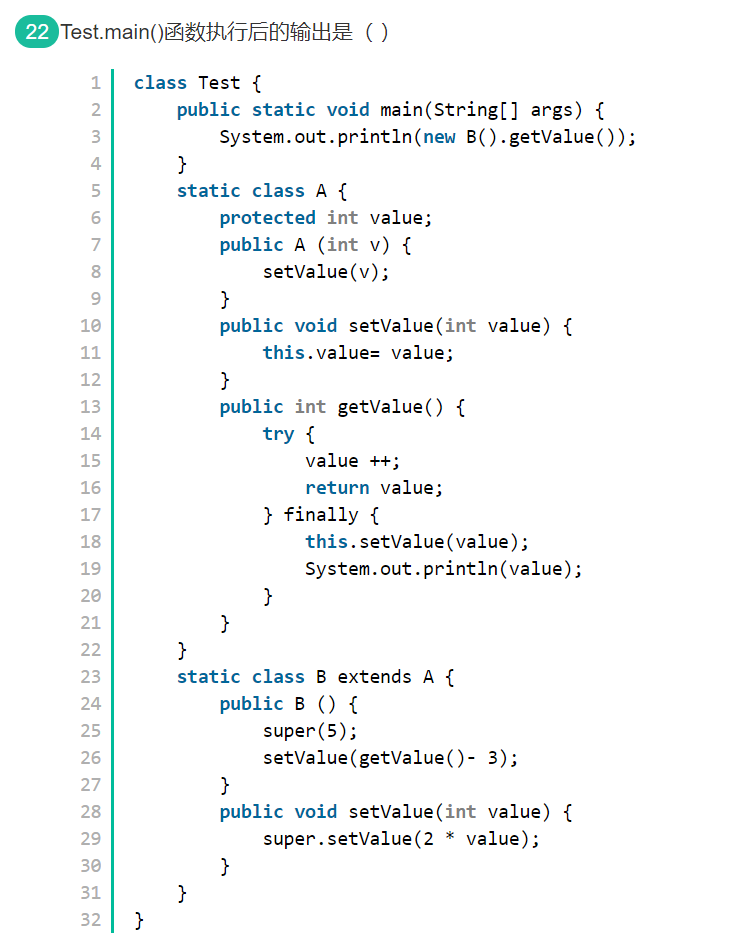 22 Test.main()函数执行后的输出是（ ）
1 class Test {
2     public static void main(String[] args) {
3         System.out.println(new B().getValue());
4     }
5     static class A {
6         protected int value;
7         public A (int v) {
8             setValue(v);
9         }
10         public void setValue(int value) {
11             this.value= value;
12         }
13         public int getValue() {
14             try {
15                 value ++;
16                 return value;
17             } finally {
18                 this.setValue(value);
19                 System.out.println(value);
20             }
21         }
22     }
23     static class B extends A {
24         public B () {
25             super(5);
26             setValue(getValue()- 3);
27         }
28         public void setValue(int value) {
29             super.setValue(2 * value);
30         }
31     }
32 }